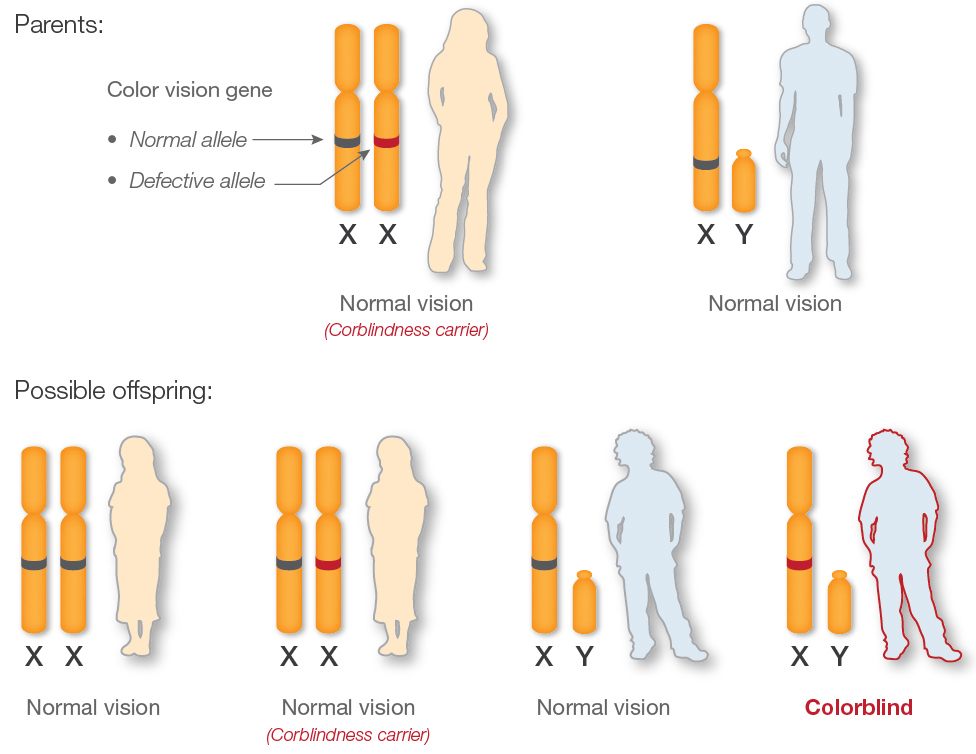 Parents:
Color vision gene
• Normal allele
• Defective allele
X X
X Y
Normal vision
(Corblindness carrier)
Normal vision
Possible offspring:
X X
X X
X Y
X Y
Normal vision
Normal vision
(Corblindness carrier)
Normal vision
Colorblind